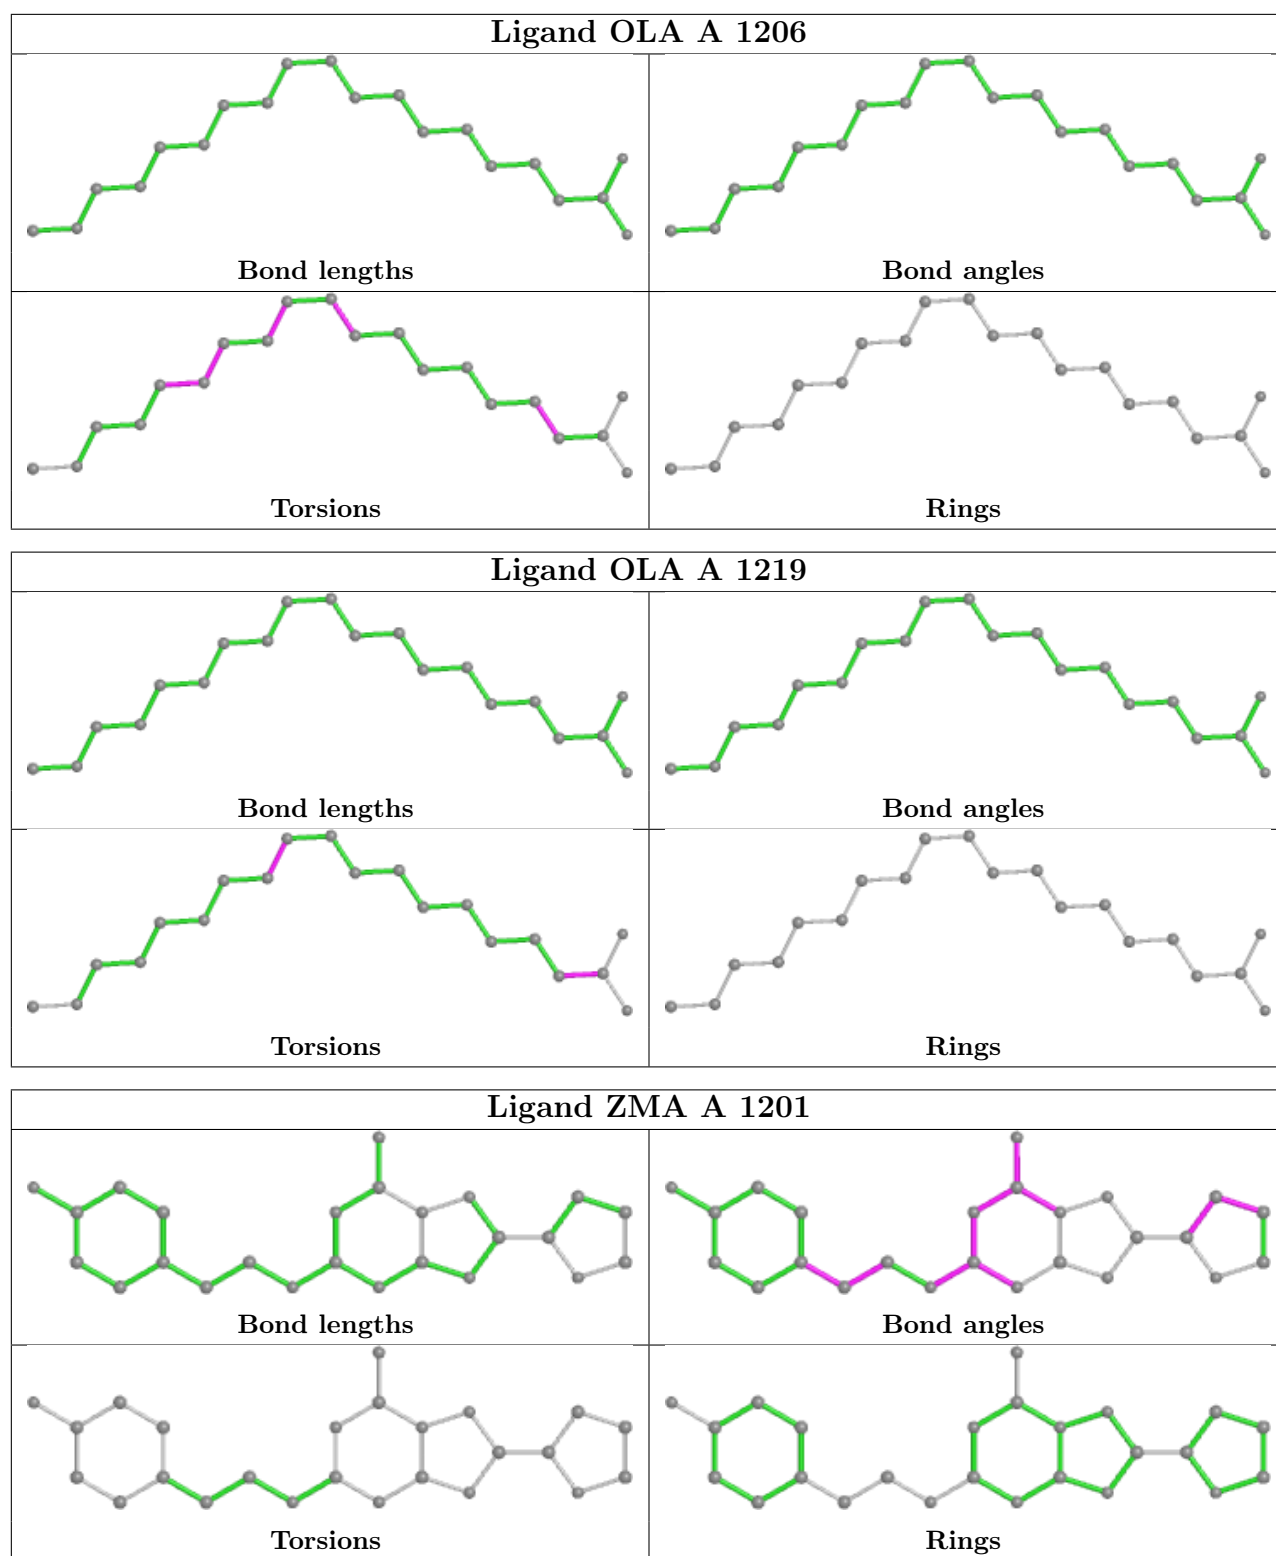 Ligand OLA A 1206
Bond lengths
Bond angles
Torsions
Rings
Ligand OLA A 1219
Bond lengths
Bond angles
Torsions
Rings
Ligand ZMA A 1201
Bond lengths
Bond angles
Torsions
Rings